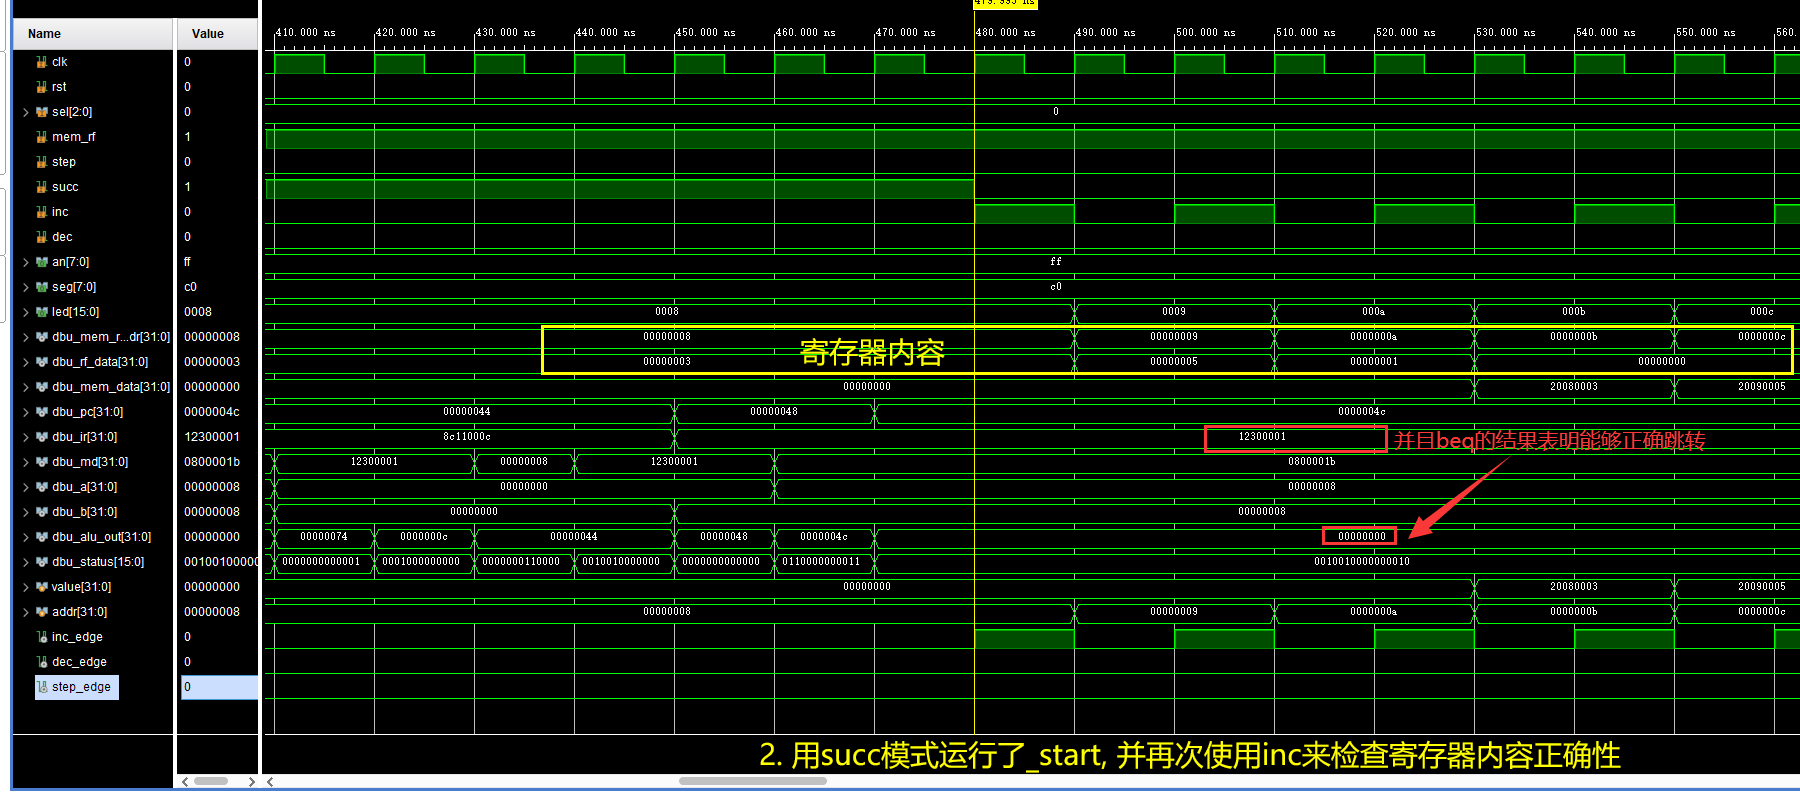 479.995 ns
Name Value
410.000 ns 420.000 ns 430.000 ns 440.000 ns 450.000 ns 460.000 ns 470.000 ns 480.000 ns 490.000 ns 500.000 ns 510.000 ns 520.000 ns 530.000 ns 540.000 ns 550.000 ns 560.
clk 0
rst 0
sel[2:0] 0 0
mem_rf 1
step 0
succ 1
inc 0
dec 0
an[7:0] ff ff
seg[7:0] c0 c0
led[15:0] 0008 0008 0009 000a 000b 000c
dbu_mem_r...dr[31:0] 00000008 00000008 00000009 0000000a 0000000b 0000000c
寄存器内容
dbu_rf_data[31:0] 00000003 00000003 00000005 00000001 00000000
dbu_mem_data[31:0] 00000000 00000000 20080003 20090005
dbu_pc[31:0] 0000004c 00000044 00000048 0000004c
dbu_ir[31:0] 12300001 8c11000c 12300001 并且beq的结果表明能够正确跳转
dbu_md[31:0] 0800001b 12300001 00000008 12300001 0800001b
dbu_a[31:0] 00000008 00000000 00000008
dbu_b[31:0] 00000008 00000000 00000008
dbu_alu_out[31:0] 00000000 00000074 0000000c 00000044 00000048 0000004c 00000000
dbu_status[15:0] 00100100000 0000000000001 0001000000000 0000000110000 0010010000000 0000000000000 0110000000011 0010010000000010
value[31:0] 00000000 00000000 20080003 20090005
addr[31:0] 00000008 00000008 00000009 0000000a 0000000b 0000000c
inc_edge 0
dec_edge 0
step_edge 0
2. 用succ模式运行了_start, 并再次使用inc来检查寄存器内容正确性